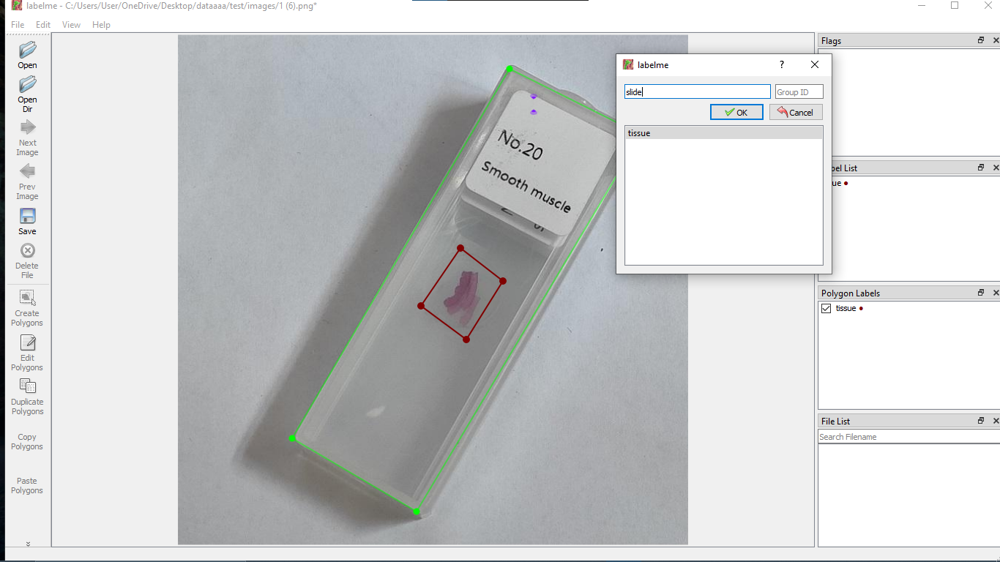 labelme - C:/Users/User/OneDrive/Desktop/dataaaa/test/images/1 (6).png*
File Edit View Help
Open
Open
Dir
Next
Image
Prev
Image
Save
Delete
File
Create
Polygons
Edit
Polygons
Duplicate
Polygons
Copy
Polygons
Paste
Polygons
No.20
Smooth muscle
labelme ?
slide
Group ID
OK
Cancel
tissue
Flags
bel List
ue
Polygon Labels
tissue
File List
Search Filename